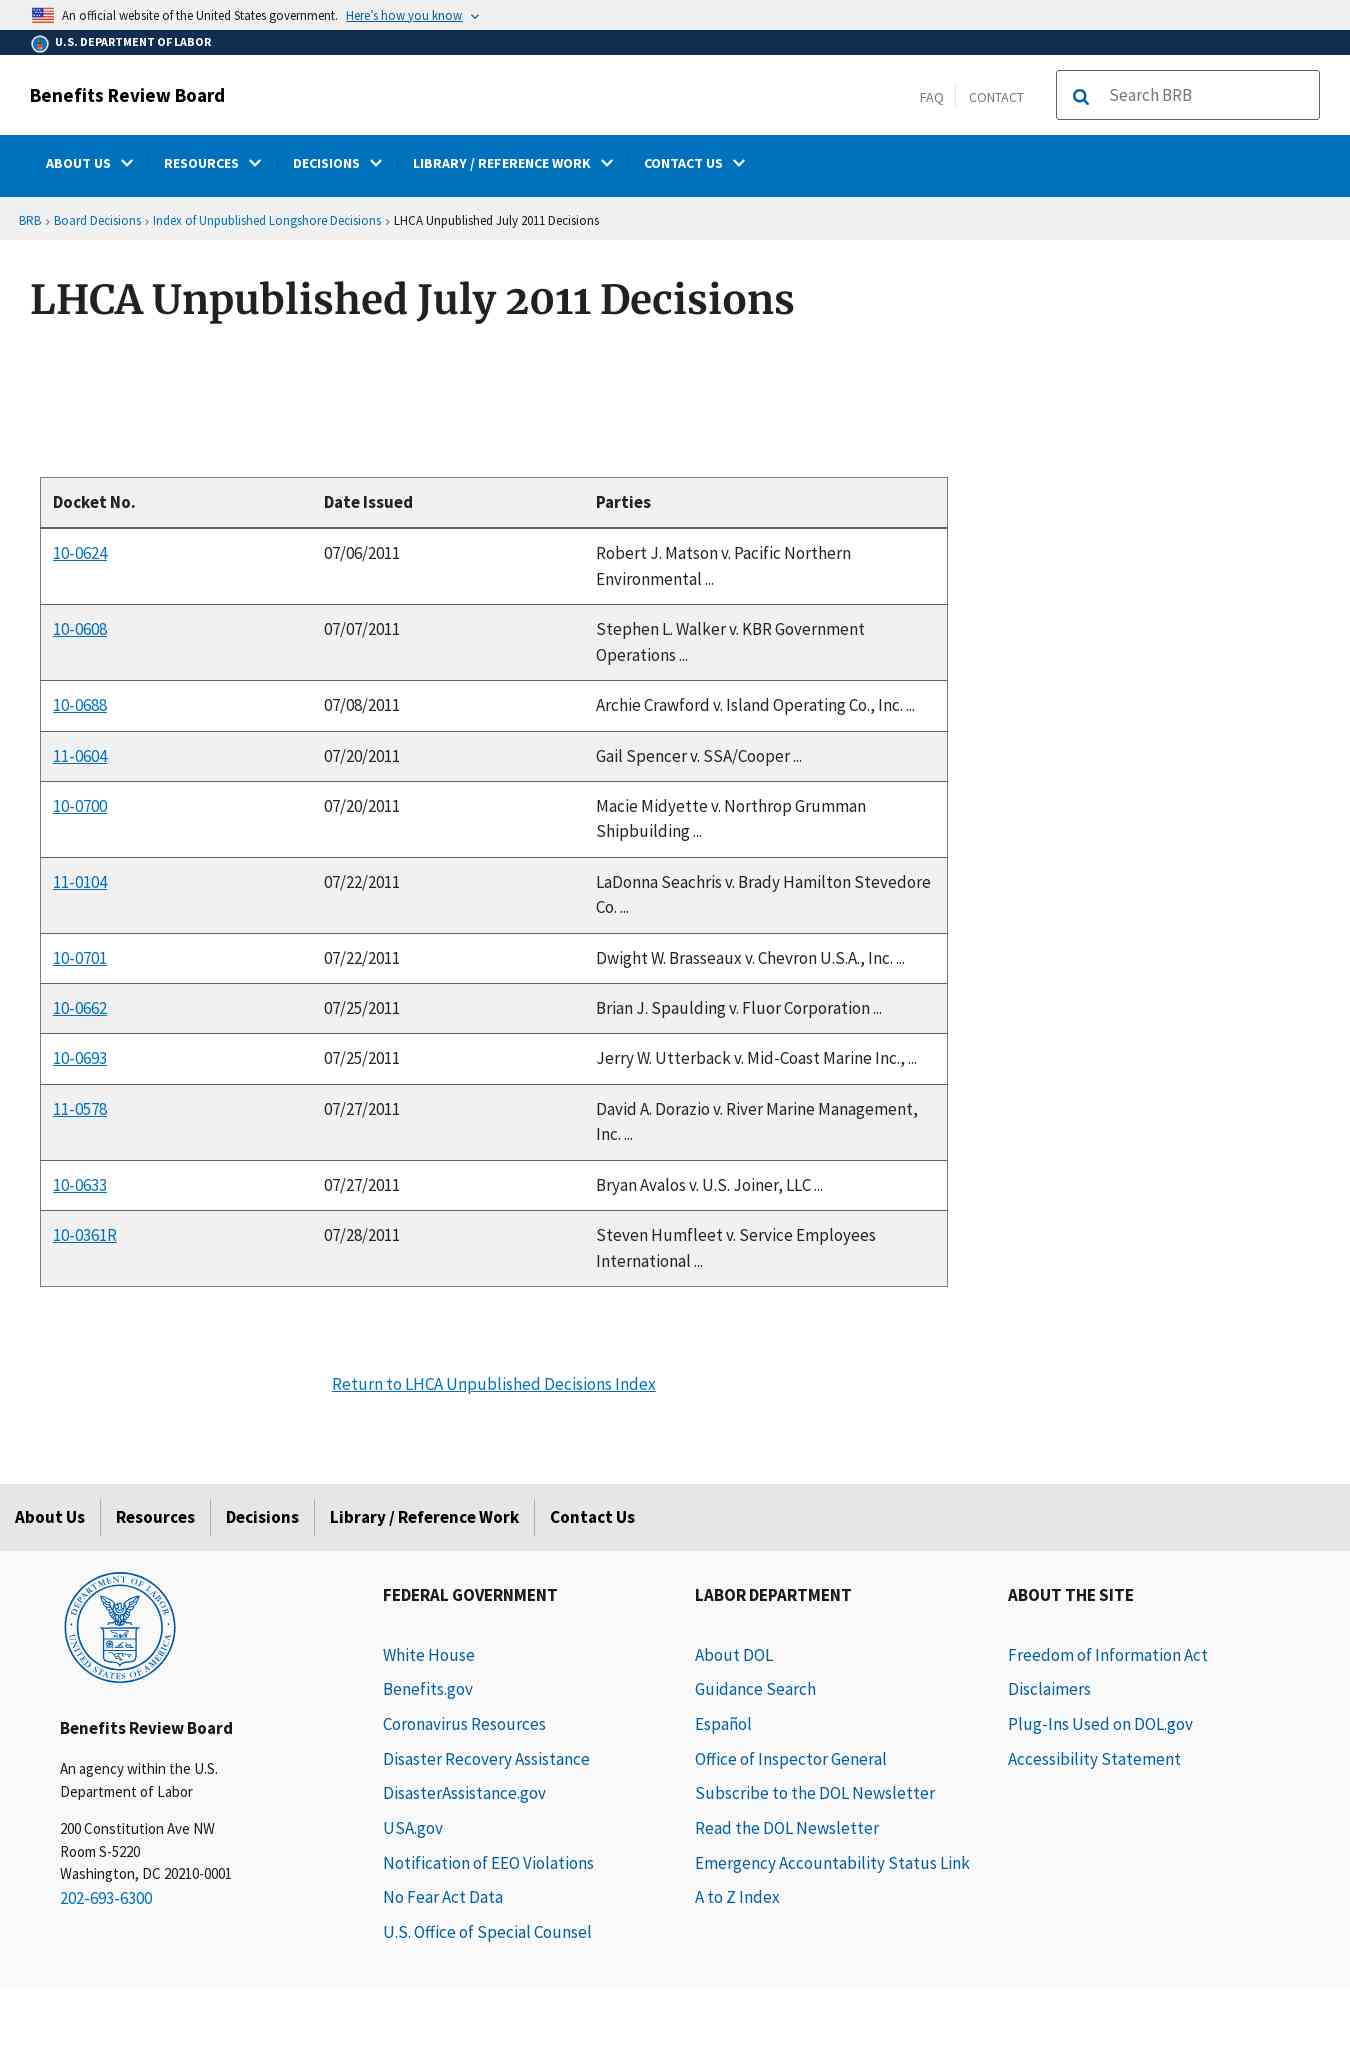 An official website of the United States government. Here's how you know
U.S. DEPARTMENT OF LABOR
Benefits Review Board
FAQ
CONTACT
Search BRB
ABOUT US
RESOURCES
DECISIONS
LIBRARY / REFERENCE WORK
CONTACT US
BRB › Board Decisions › Index of Unpublished Longshore Decisions › LHCA Unpublished July 2011 Decisions
LHCA Unpublished July 2011 Decisions
Docket No. Date Issued Parties
10-0624 07/06/2011 Robert J. Matson v. Pacific Northern
Environmental ...
10-0608 07/07/2011 Stephen L. Walker v. KBR Government
Operations ...
10-0688 07/08/2011 Archie Crawford v. Island Operating Co., Inc. ...
11-0604 07/20/2011 Gail Spencer v. SSA/Cooper ...
10-0700 07/20/2011 Macie Midyette v. Northrop Grumman
Shipbuilding ...
11-0104 07/22/2011 LaDonna Seachris v. Brady Hamilton Stevedore
Co. ...
10-0701 07/22/2011 Dwight W. Brasseaux v. Chevron U.S.A., Inc. ...
10-0662 07/25/2011 Brian J. Spaulding v. Fluor Corporation ...
10-0693 07/25/2011 Jerry W. Utterback v. Mid-Coast Marine Inc., ...
11-0578 07/27/2011 David A. Dorazio v. River Marine Management,
Inc. ...
10-0633 07/27/2011 Bryan Avalos v. U.S. Joiner, LLC ...
10-0361R 07/28/2011 Steven Humfleet v. Service Employees
International ...
Return to LHCA Unpublished Decisions Index
About Us
Resources
Decisions
Library / Reference Work
Contact Us
DEPARTMENT OF LABOR
UNITED STATES OF AMERICA
Benefits Review Board
An agency within the U.S.
Department of Labor
200 Constitution Ave NW
Room S-5220
Washington, DC 20210-0001
202-693-6300
FEDERAL GOVERNMENT
White House
Benefits.gov
Coronavirus Resources
Disaster Recovery Assistance
DisasterAssistance.gov
USA.gov
Notification of EEO Violations
No Fear Act Data
U.S. Office of Special Counsel
LABOR DEPARTMENT
About DOL
Guidance Search
Español
Office of Inspector General
Subscribe to the DOL Newsletter
Read the DOL Newsletter
Emergency Accountability Status Link
A to Z Index
ABOUT THE SITE
Freedom of Information Act
Disclaimers
Plug-Ins Used on DOL.gov
Accessibility Statement